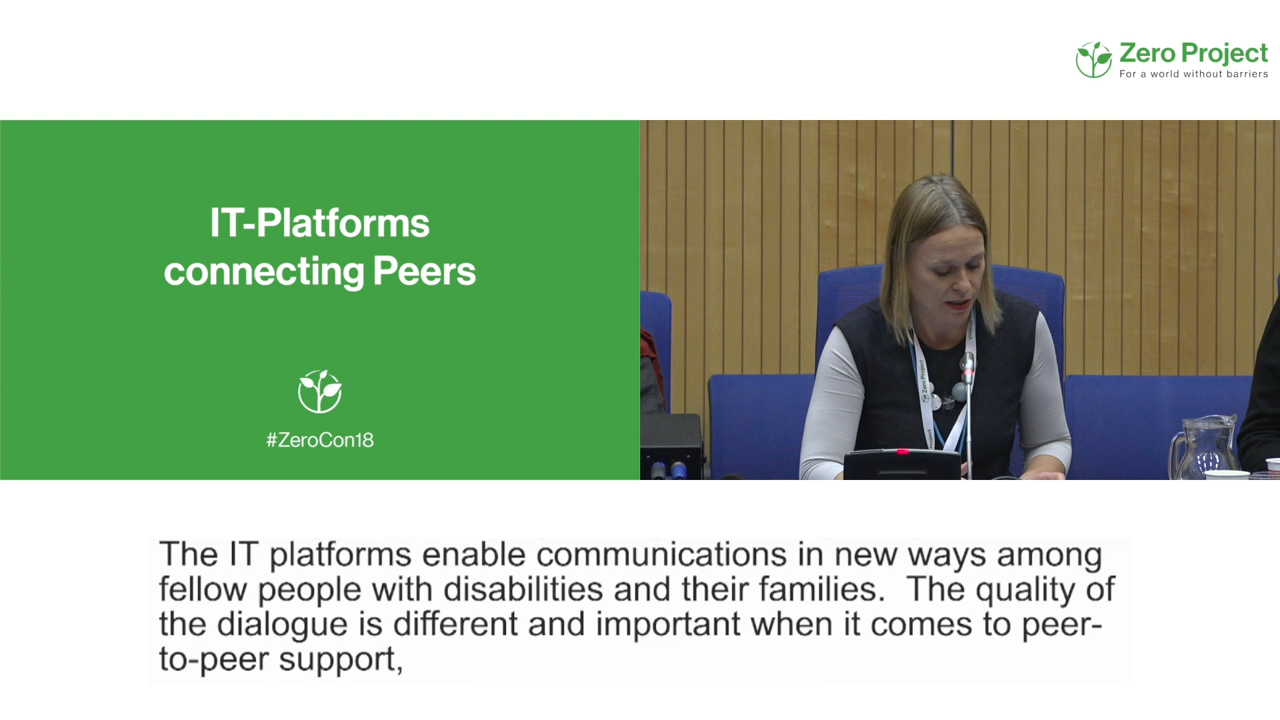 Zero Project
For a world without barriers
IT-Platforms
connecting Peers
#ZeroCon18
Zero Project
The IT platforms enable communications in new ways among
fellow people with disabilities and their families.  The quality of
the dialogue is different and important when it comes to peer-
to-peer support,